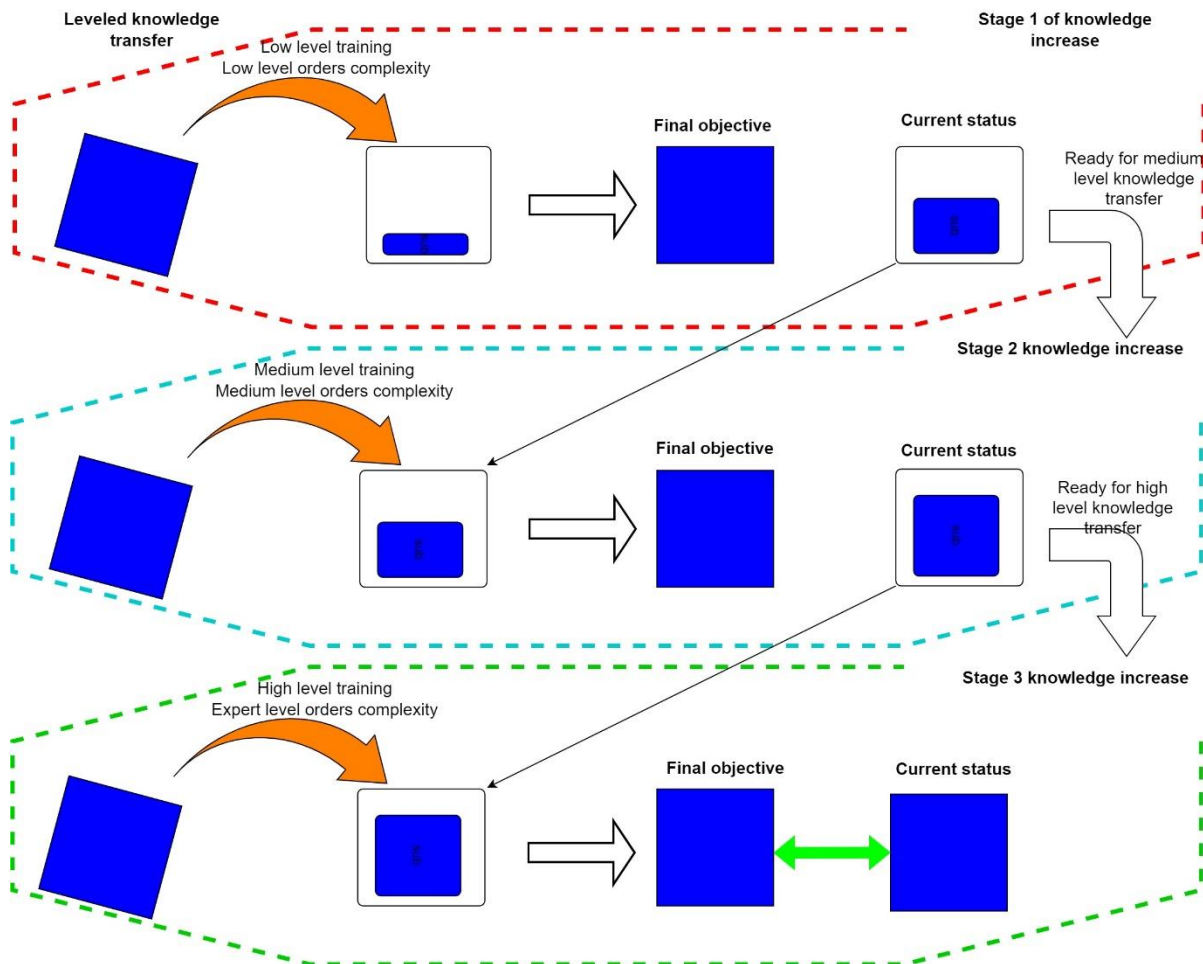 Leveled knowledge
transfer
Stage 1 of knowledge
increase
Low level training
Low level orders complexity
Final objective
Current status
Ready for medium
level knowledge
transfer
Stage 2 knowledge increase
Medium level training
Medium level orders complexity
Final objective
Current status
Ready for high
level knowledge
transfer
Stage 3 knowledge increase
High level training
Expert level orders complexity
Final objective
Current status